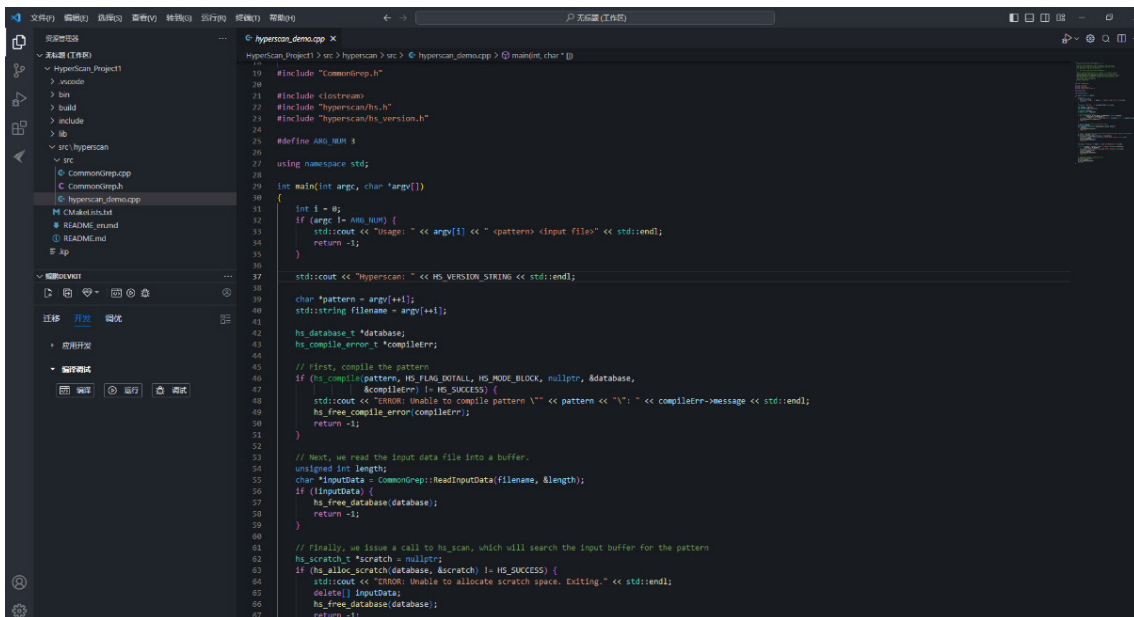 文件(F) 编辑(E) 选择(S) 查看(V) 转到(G) 运行(R) 终端(T) 帮助(H)
无标题 (工作区)
资源管理器
无标题 (工作区)
HyperScan_Project1
.vscode
bin
build
include
lib
src\hyperscan
src
CommonGrep.cpp
CommonGrep.h
hyperscan_demo.cpp
CMakeLists.txt
README_en.md
README.md
.kp
鲲鹏DEVKIT
迁移 开发 调优
应用开发
编译调试
编译 运行 调试
hyperscan_demo.cpp
HyperScan_Project1 > src > hyperscan > src > hyperscan_demo.cpp > main(int, char * [])
19 #include "CommonGrep.h"
20
21 #include <iostream>
22 #include "hyperscan/hs.h"
23 #include "hyperscan/hs_version.h"
24
25 #define ARG_NUM 3
26
27 using namespace std;
28
29 int main(int argc, char *argv[])
30 {
31 int i = 0;
32 if (argc != ARG_NUM) {
33 std::cout << "Usage: " << argv[i] << " <pattern> <input file>" << std::endl;
34 return -1;
35 }
36
37 std::cout << "Hyperscan: " << HS_VERSION_STRING << std::endl;
38
39 char *pattern = argv[++i];
40 std::string filename = argv[++i];
41
42 hs_database_t *database;
43 hs_compile_error_t *compileErr;
44
45 // First, compile the pattern
46 if (hs_compile(pattern, HS_FLAG_DOTALL, HS_MODE_BLOCK, nullptr, &database,
47 &compileErr) != HS_SUCCESS) {
48 std::cout << "ERROR: Unable to compile pattern \"" << pattern << "\": " << compileErr->message << std::endl;
49 hs_free_compile_error(compileErr);
50 return -1;
51 }
52
53 // Next, we read the input data file into a buffer.
54 unsigned int length;
55 char *inputData = CommonGrep::ReadInputData(filename, &length);
56 if (!inputData) {
57 hs_free_database(database);
58 return -1;
59 }
60
61 // Finally, we issue a call to hs_scan, which will search the input buffer for the pattern
62 hs_scratch_t *scratch = nullptr;
63 if (hs_alloc_scratch(database, &scratch) != HS_SUCCESS) {
64 std::cout << "ERROR: Unable to allocate scratch space. Exiting." << std::endl;
65 delete[] inputData;
66 hs_free_database(database);
67 return -1;